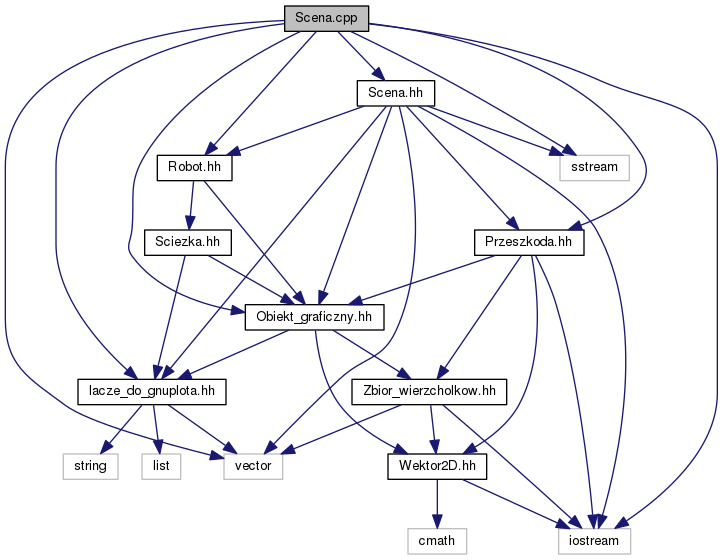 Scena.cpp
Scena.hh
Robot.hh
sstream
Sciezka.hh
Przeszkoda.hh
Obiekt_graficzny.hh
lacze_do_gnuplota.hh
Zbior_wierzcholkow.hh
string
list
vector
Wektor2D.hh
cmath
iostream